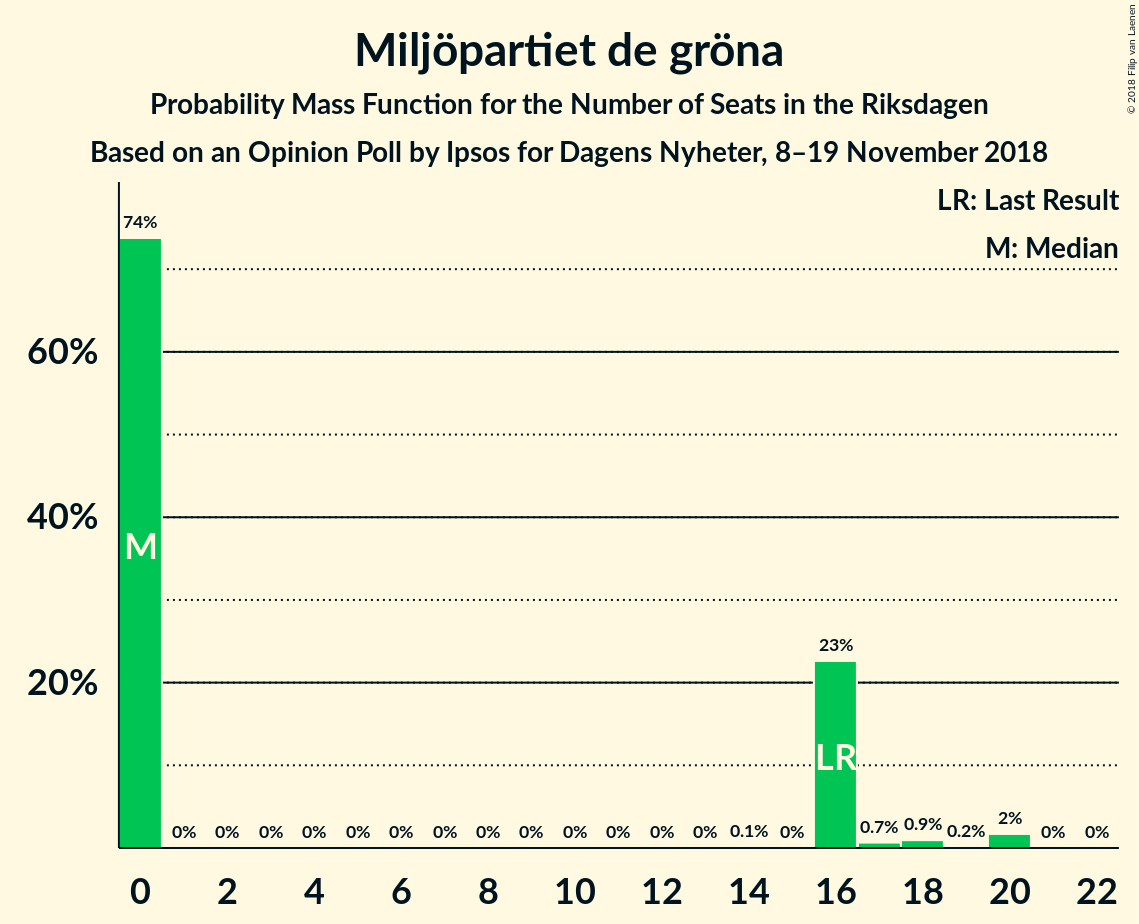 Miljöpartiet de gröna
Probability Mass Function for the Number of Seats in the Riksdagen
Based on an Opinion Poll by Ipsos for Dagens Nyheter, 8–19 November 2018
© 2018 Filip van Laenen
LR: Last Result
M: Median
74%
60%
40%
M
23%
20%
LR
0% 0% 0% 0% 0% 0% 0% 0% 0% 0% 0% 0% 0% 0.1% 0% 0.7% 0.9% 0.2% 2% 0% 0%
0 2 4 6 8 10 12 14 16 18 20 22